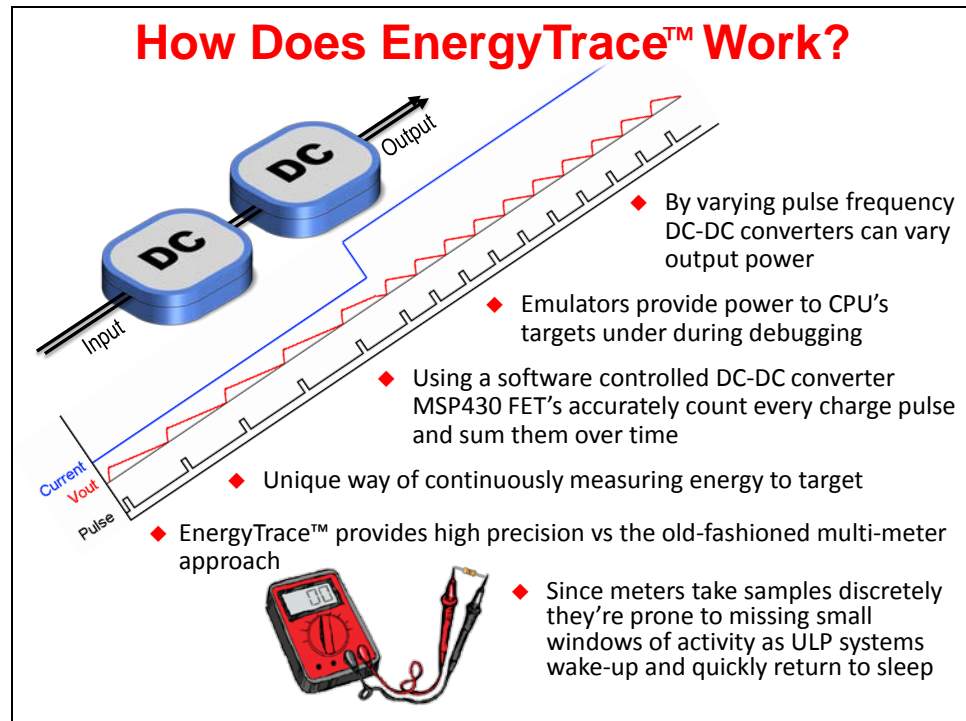 How Does EnergyTrace™ Work?
DC
DC
Input
Output
Current
Vout
Pulse
By varying pulse frequency
DC-DC converters can vary
output power
Emulators provide power to CPU's
targets under during debugging
Using a software controlled DC-DC converter
MSP430 FET's accurately count every charge pulse
and sum them over time
Unique way of continuously measuring energy to target
EnergyTrace™ provides high precision vs the old-fashioned multi-meter
approach
00
Since meters take samples discretely
they're prone to missing small
windows of activity as ULP systems
wake-up and quickly return to sleep